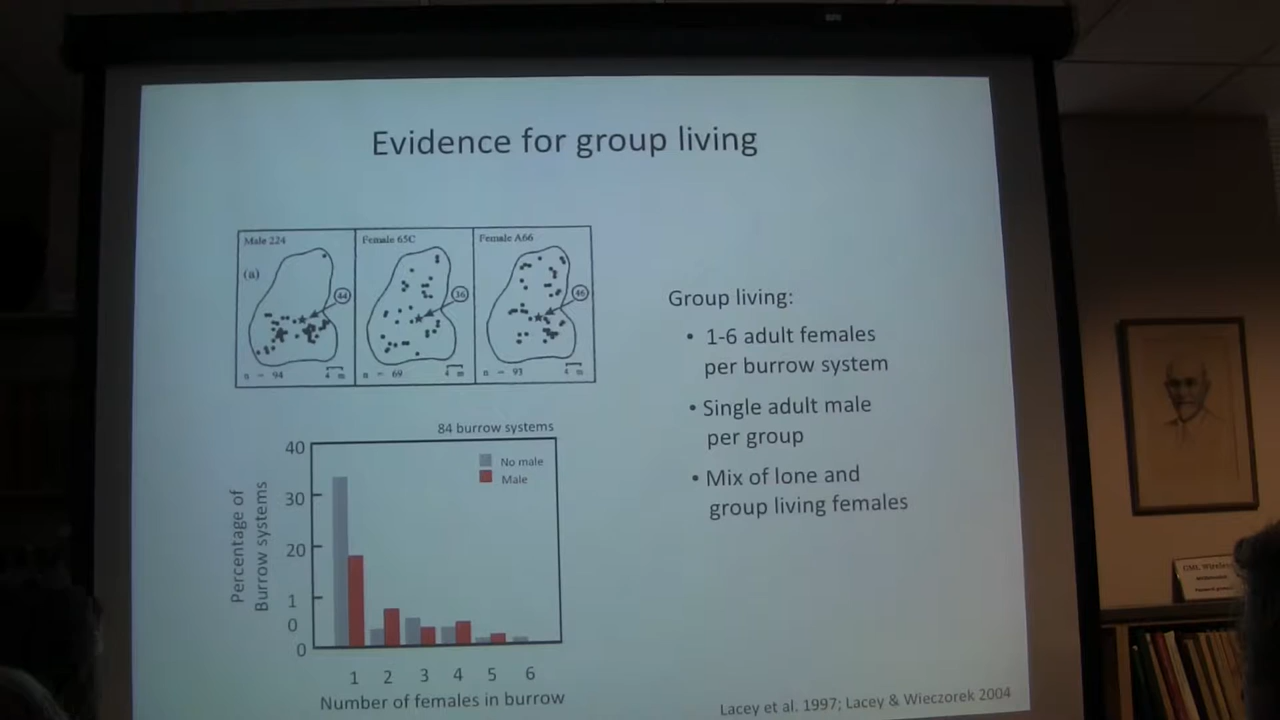 Evidence for group living
Male 224
Female 65C
Female A66
(a)
44
36
46
n = 94
4 m
n = 69
4 m
n = 93
4 m
Group living:
• 1-6 adult females
per burrow system
• Single adult male
per group
• Mix of lone and
group living females
84 burrow systems
No male
Male
Percentage of
Burrow systems
40
30
20
1
0
0
1 2 3 4 5 6
Number of females in burrow
Lacey et al. 1997; Lacey & Wieczorek 2004